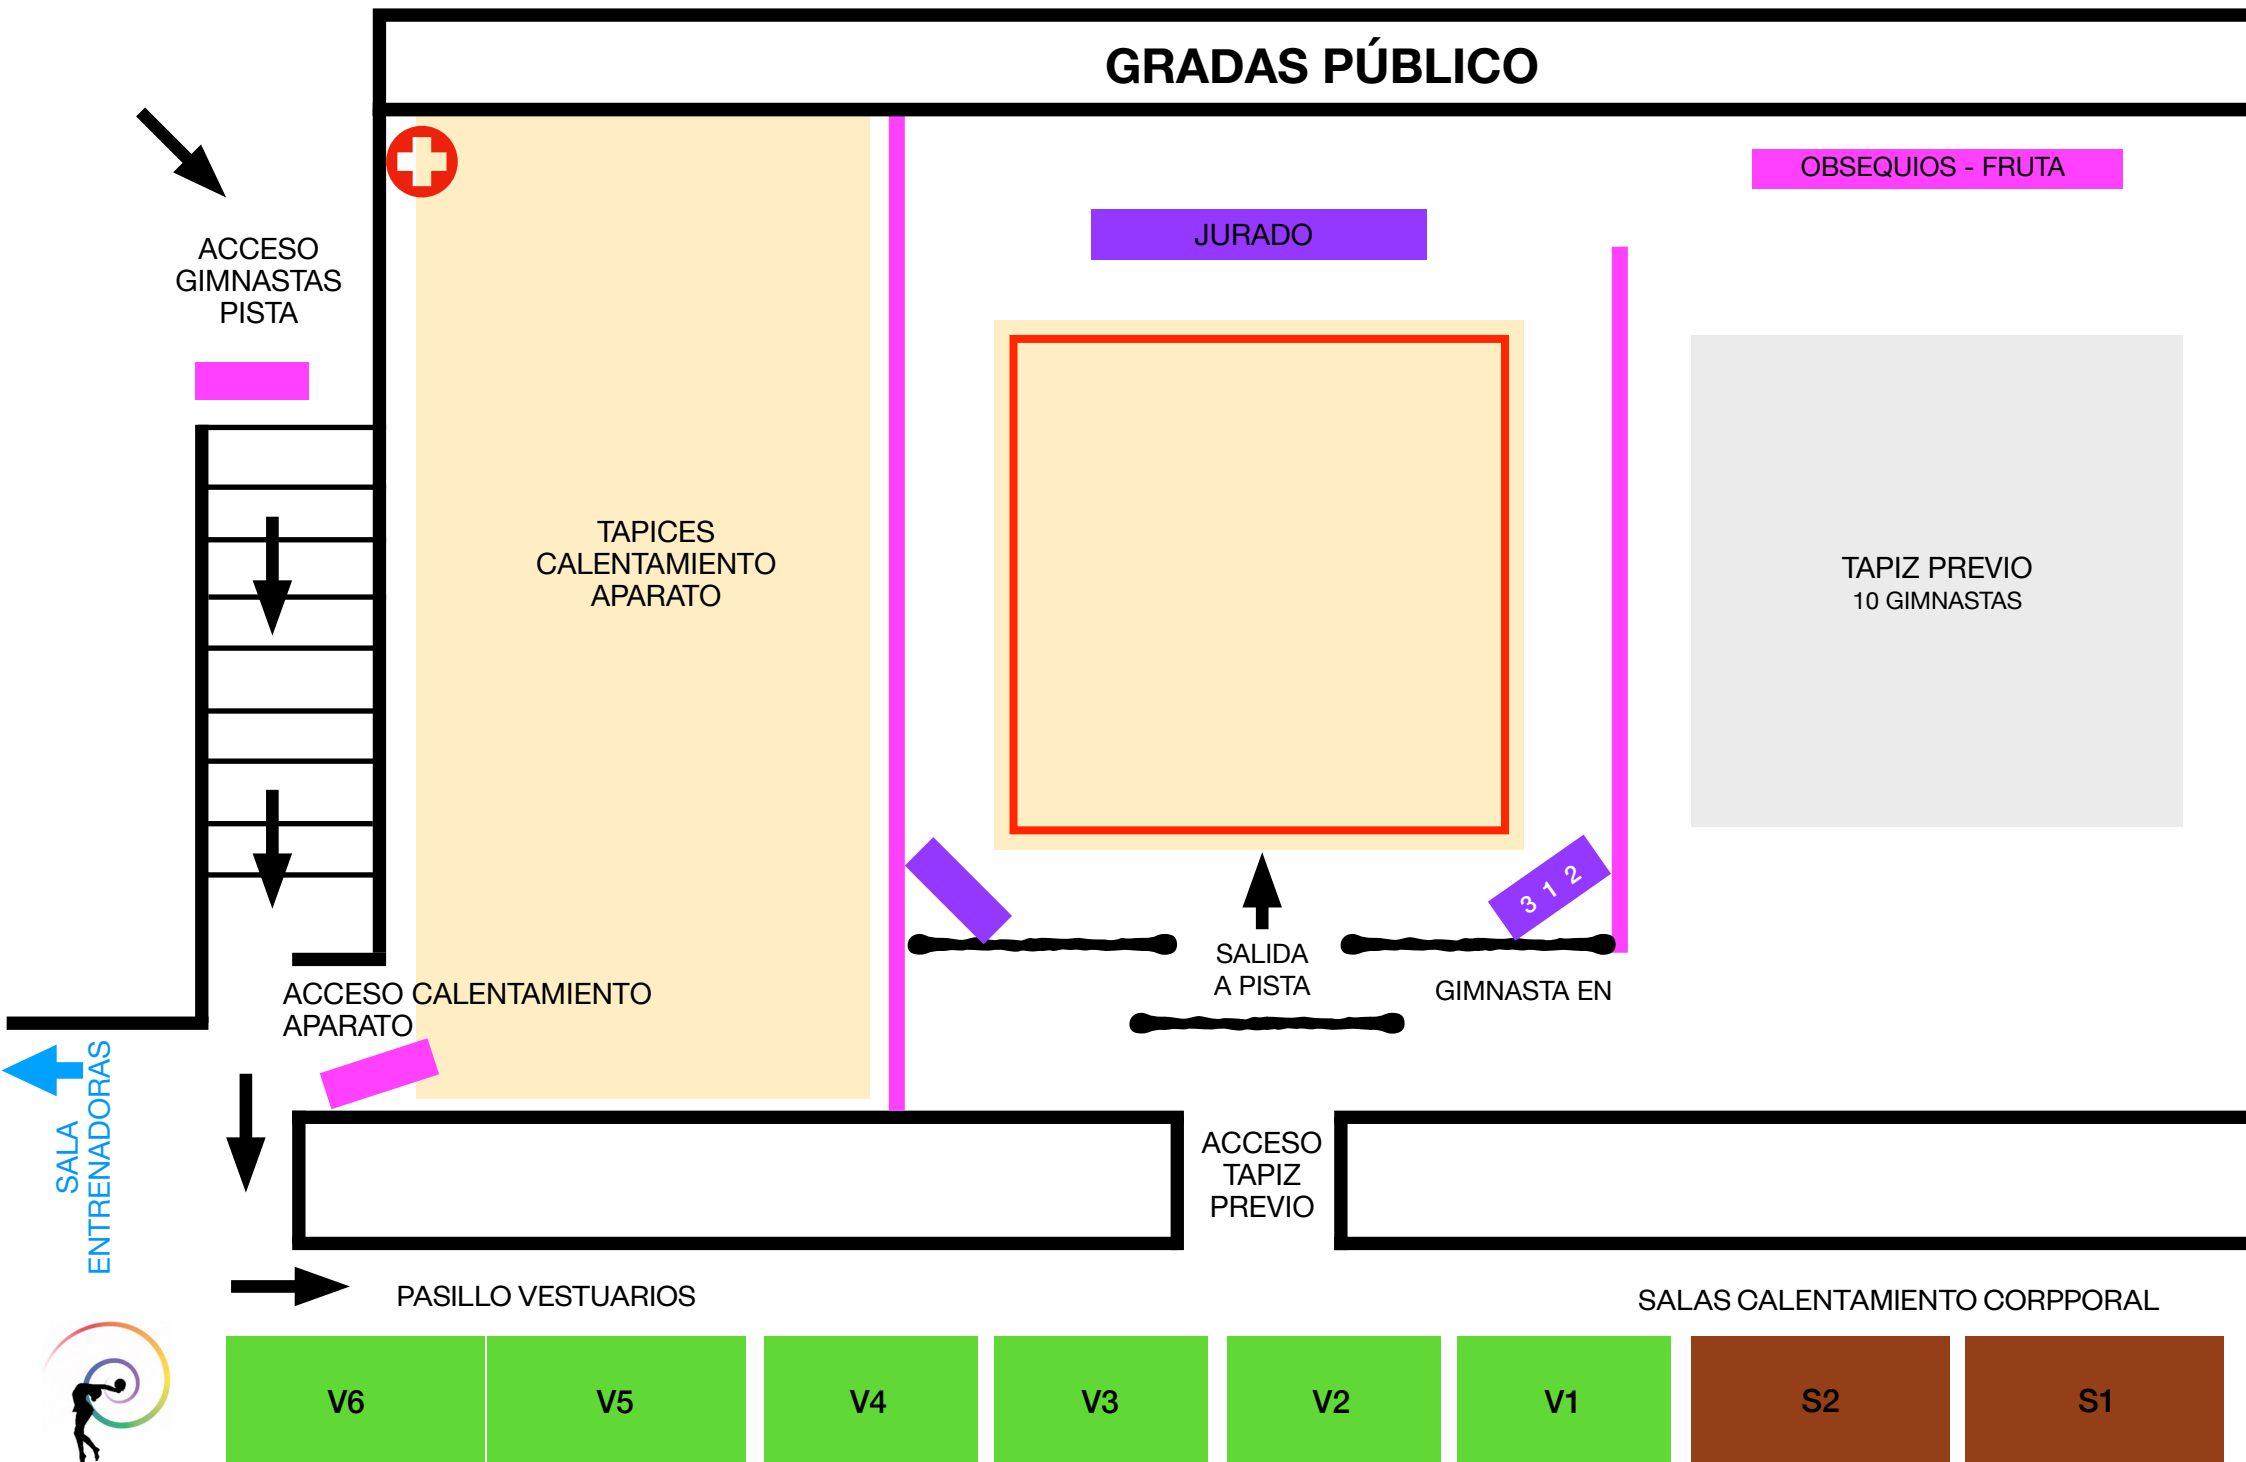 GRADAS PÚBLICO
OBSEQUIOS - FRUTA
JURADO
ACCESO
GIMNASTAS
PISTA
TAPICES
CALENTAMIENTO
APARATO
TAPIZ PREVIO
10 GIMNASTAS
3 1 2
SALIDA
A PISTA
GIMNASTA EN
ACCESO CALENTAMIENTO
APARATO
SALA
ENTRENADORAS
ACCESO
TAPIZ
PREVIO
PASILLO VESTUARIOS
SALAS CALENTAMIENTO CORPPORAL
V6
V5
V4
V3
V2
V1
S2
S1